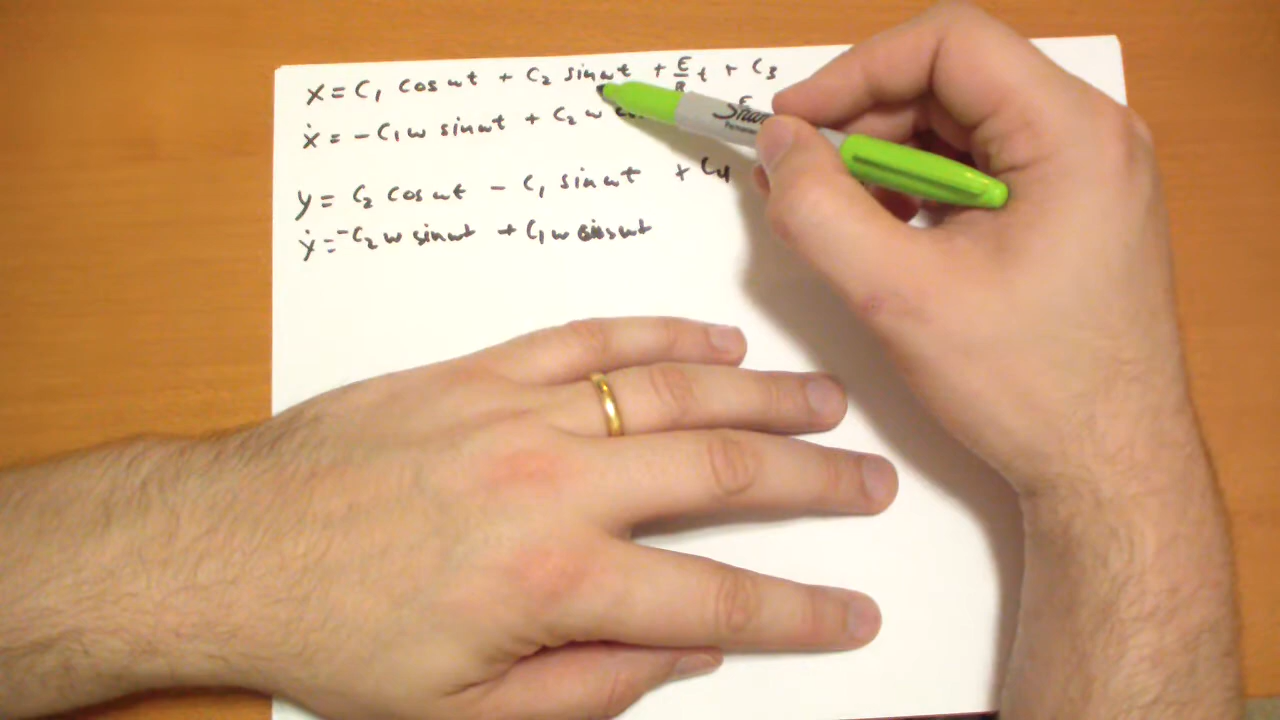 x = C₁ cos ωt + C₂ sin ωt + E/B t + C₃
ẋ = -C₁ω sin ωt + C₂ ω
y = C₂ cos ωt - C₁ sin ωt + C₄
ẏ = -C₂ ω sin ωt + C₁ ω cos ωt